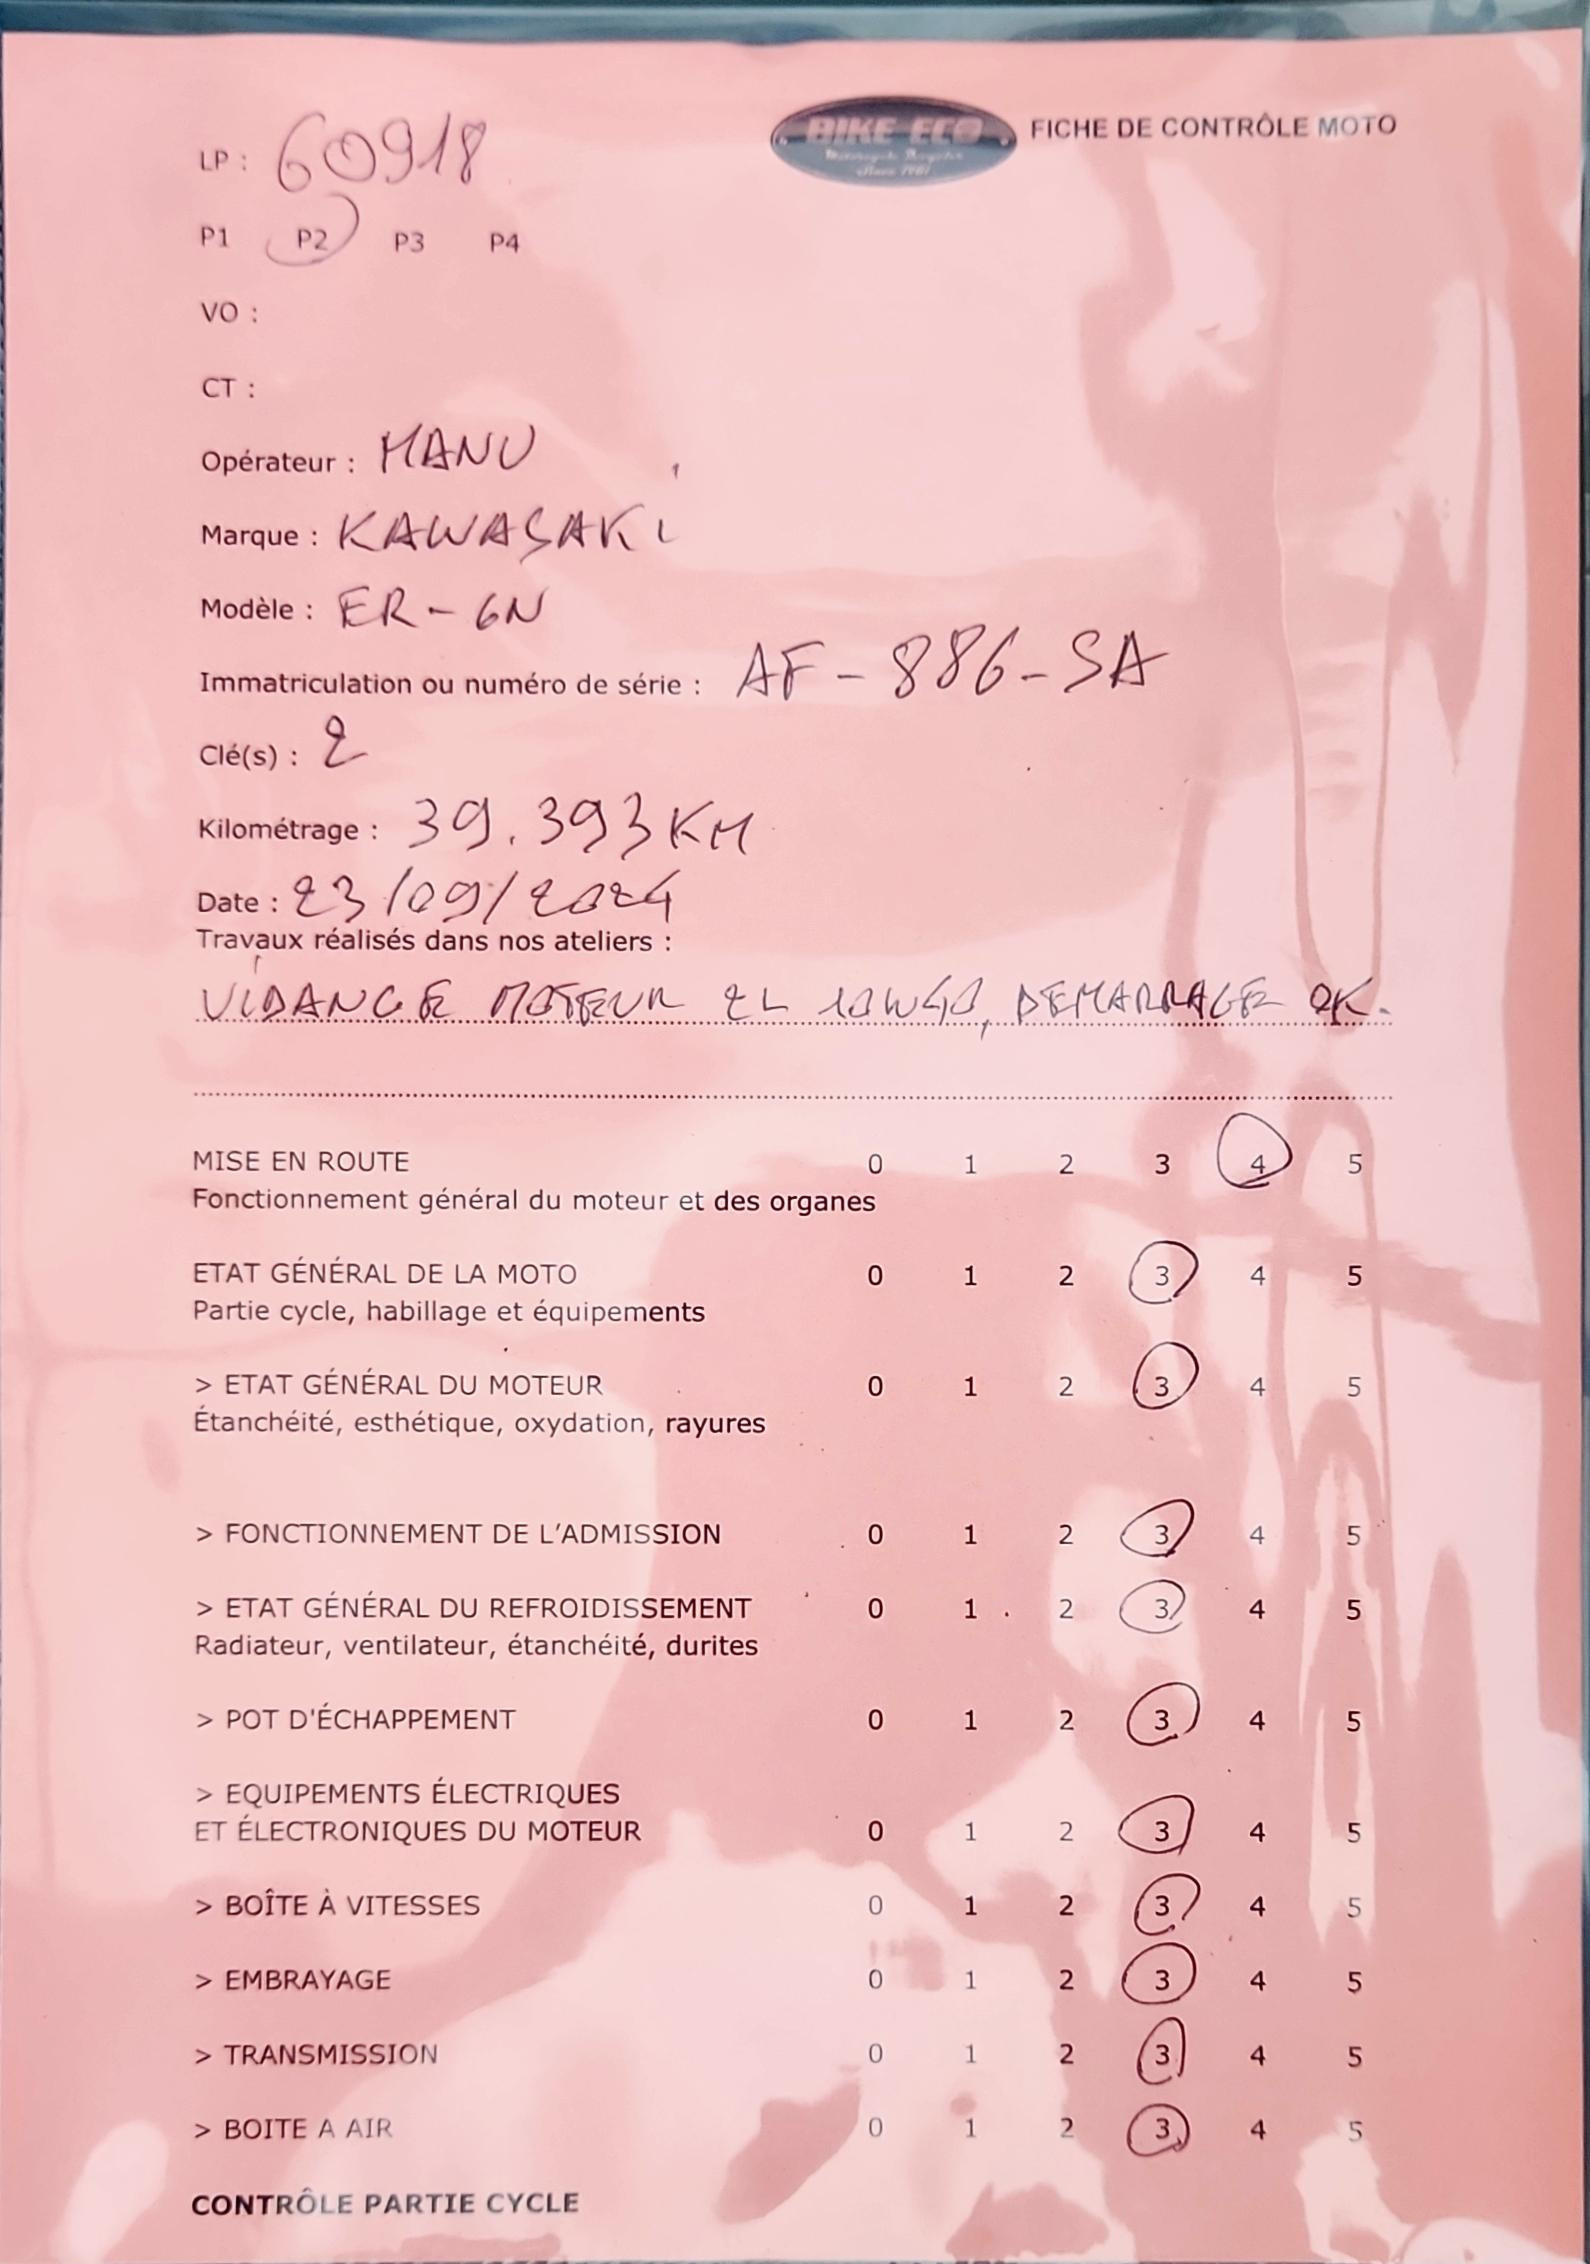 BIKE ECO
Motorcycle Recycler
Since 1981
FICHE DE CONTRÔLE MOTO
LP : 60918
P1 P2 P3 P4
VO :
CT :
Opérateur : MANU
Marque : KAWASAKi
Modèle : ER-6N
Immatriculation ou numéro de série : AF-886-SA
Clé(s) : 2
Kilométrage : 39.393 KM
Date : 23/09/2024
Travaux réalisés dans nos ateliers :
VIDANGE MOTEUR 2L 10W40, DEMARRAGE OK.
MISE EN ROUTE 0 1 2 3 4 5
Fonctionnement général du moteur et des organes
ETAT GÉNÉRAL DE LA MOTO 0 1 2 3 4 5
Partie cycle, habillage et équipements
> ETAT GÉNÉRAL DU MOTEUR 0 1 2 3 4 5
Étanchéité, esthétique, oxydation, rayures
> FONCTIONNEMENT DE L'ADMISSION 0 1 2 3 4 5
> ETAT GÉNÉRAL DU REFROIDISSEMENT 0 1 2 3 4 5
Radiateur, ventilateur, étanchéité, durites
> POT D'ÉCHAPPEMENT 0 1 2 3 4 5
> EQUIPEMENTS ÉLECTRIQUES
ET ÉLECTRONIQUES DU MOTEUR 0 1 2 3 4 5
> BOÎTE À VITESSES 0 1 2 3 4 5
> EMBRAYAGE 0 1 2 3 4 5
> TRANSMISSION 0 1 2 3 4 5
> BOITE A AIR 0 1 2 3 4 5
CONTRÔLE PARTIE CYCLE